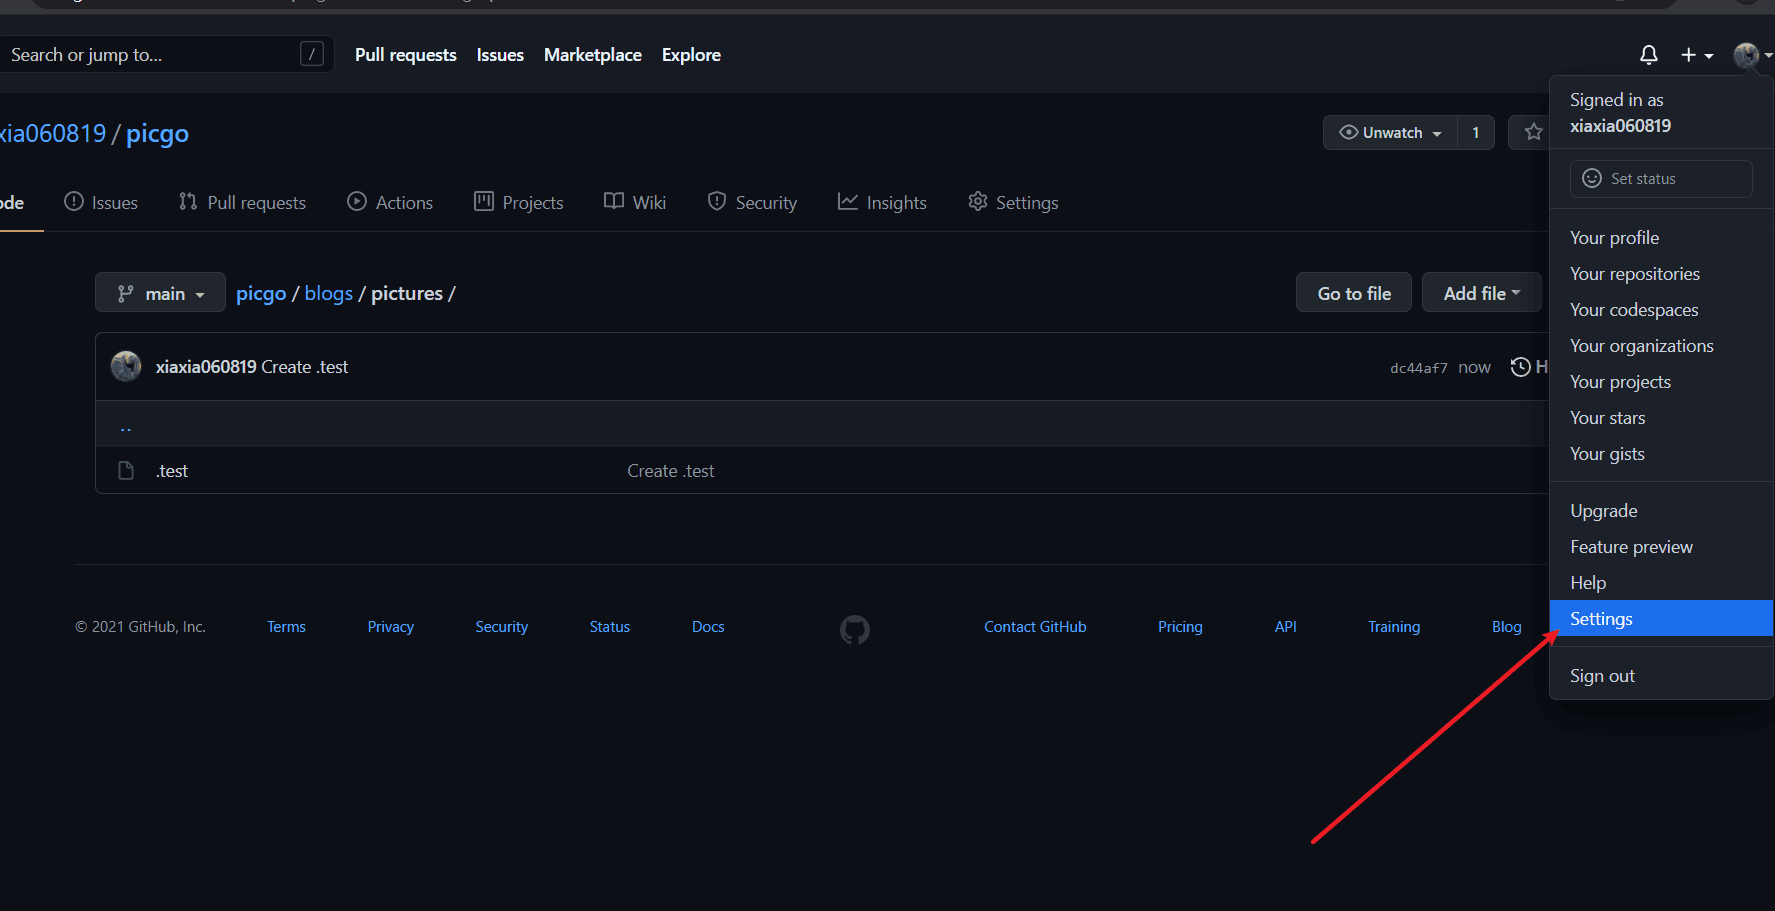 Search or jump to... /
Pull requests Issues Marketplace Explore
xia060819 / picgo
Unwatch 1
ode Issues Pull requests Actions Projects Wiki Security Insights Settings
main picgo / blogs / pictures /
Go to file Add file
xiaxia060819 Create .test dc44af7 now H
..
.test Create .test
© 2021 GitHub, Inc. Terms Privacy Security Status Docs Contact GitHub Pricing API Training Blog
Signed in as
xiaxia060819
Set status
Your profile
Your repositories
Your codespaces
Your organizations
Your projects
Your stars
Your gists
Upgrade
Feature preview
Help
Settings
Sign out